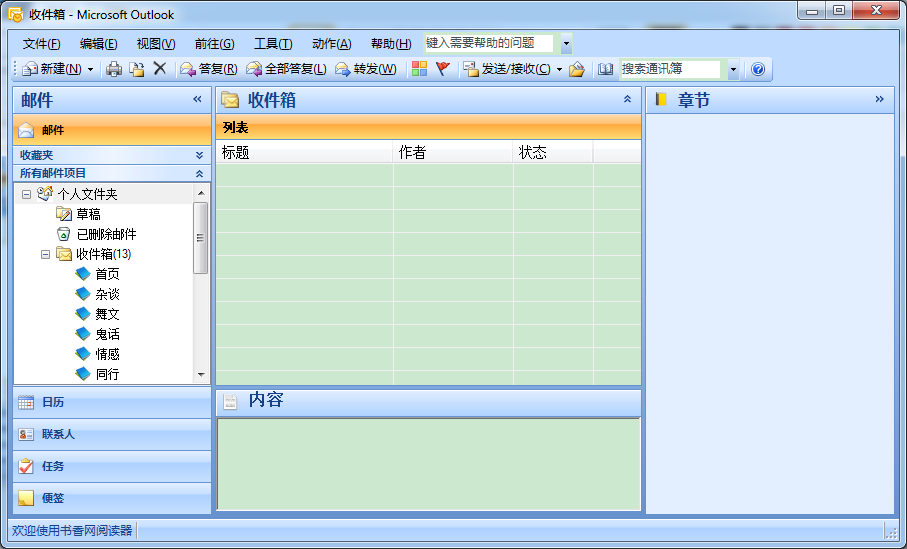 收件箱 - Microsoft Outlook
文件(F) 编辑(E) 视图(V) 前往(G) 工具(T) 动作(A) 帮助(H) 键入需要帮助的问题
新建(N) 答复(R) 全部答复(L) 转发(W) 发送/接收(C) 搜索通讯簿
邮件
邮件
收藏夹
所有邮件项目
个人文件夹
草稿
已删除邮件
收件箱(13)
首页
杂谈
舞文
鬼话
情感
同行
日历
联系人
任务
便签
收件箱
列表
标题 作者 状态
内容
章节
欢迎使用书香网阅读器